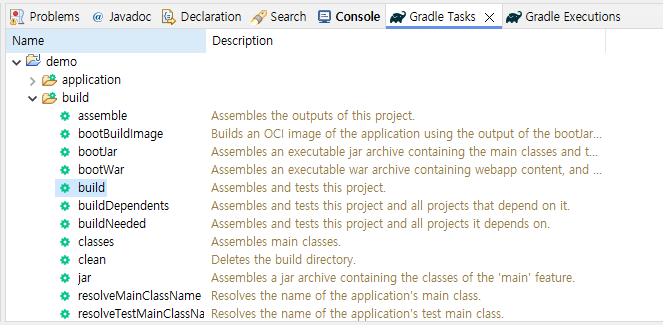 Problems @ Javadoc Declaration Search Console Gradle Tasks Gradle Executions
Name Description
demo
application
build
assemble Assembles the outputs of this project.
bootBuildImage Builds an OCI image of the application using the output of the bootJar...
bootJar Assembles an executable jar archive containing the main classes and t...
bootWar Assembles an executable war archive containing webapp content, and ...
build Assembles and tests this project.
buildDependents Assembles and tests this project and all projects that depend on it.
buildNeeded Assembles and tests this project and all projects it depends on.
classes Assembles main classes.
clean Deletes the build directory.
jar Assembles a jar archive containing the classes of the 'main' feature.
resolveMainClassName Resolves the name of the application's main class.
resolveTestMainClassNa Resolves the name of the application's test main class.